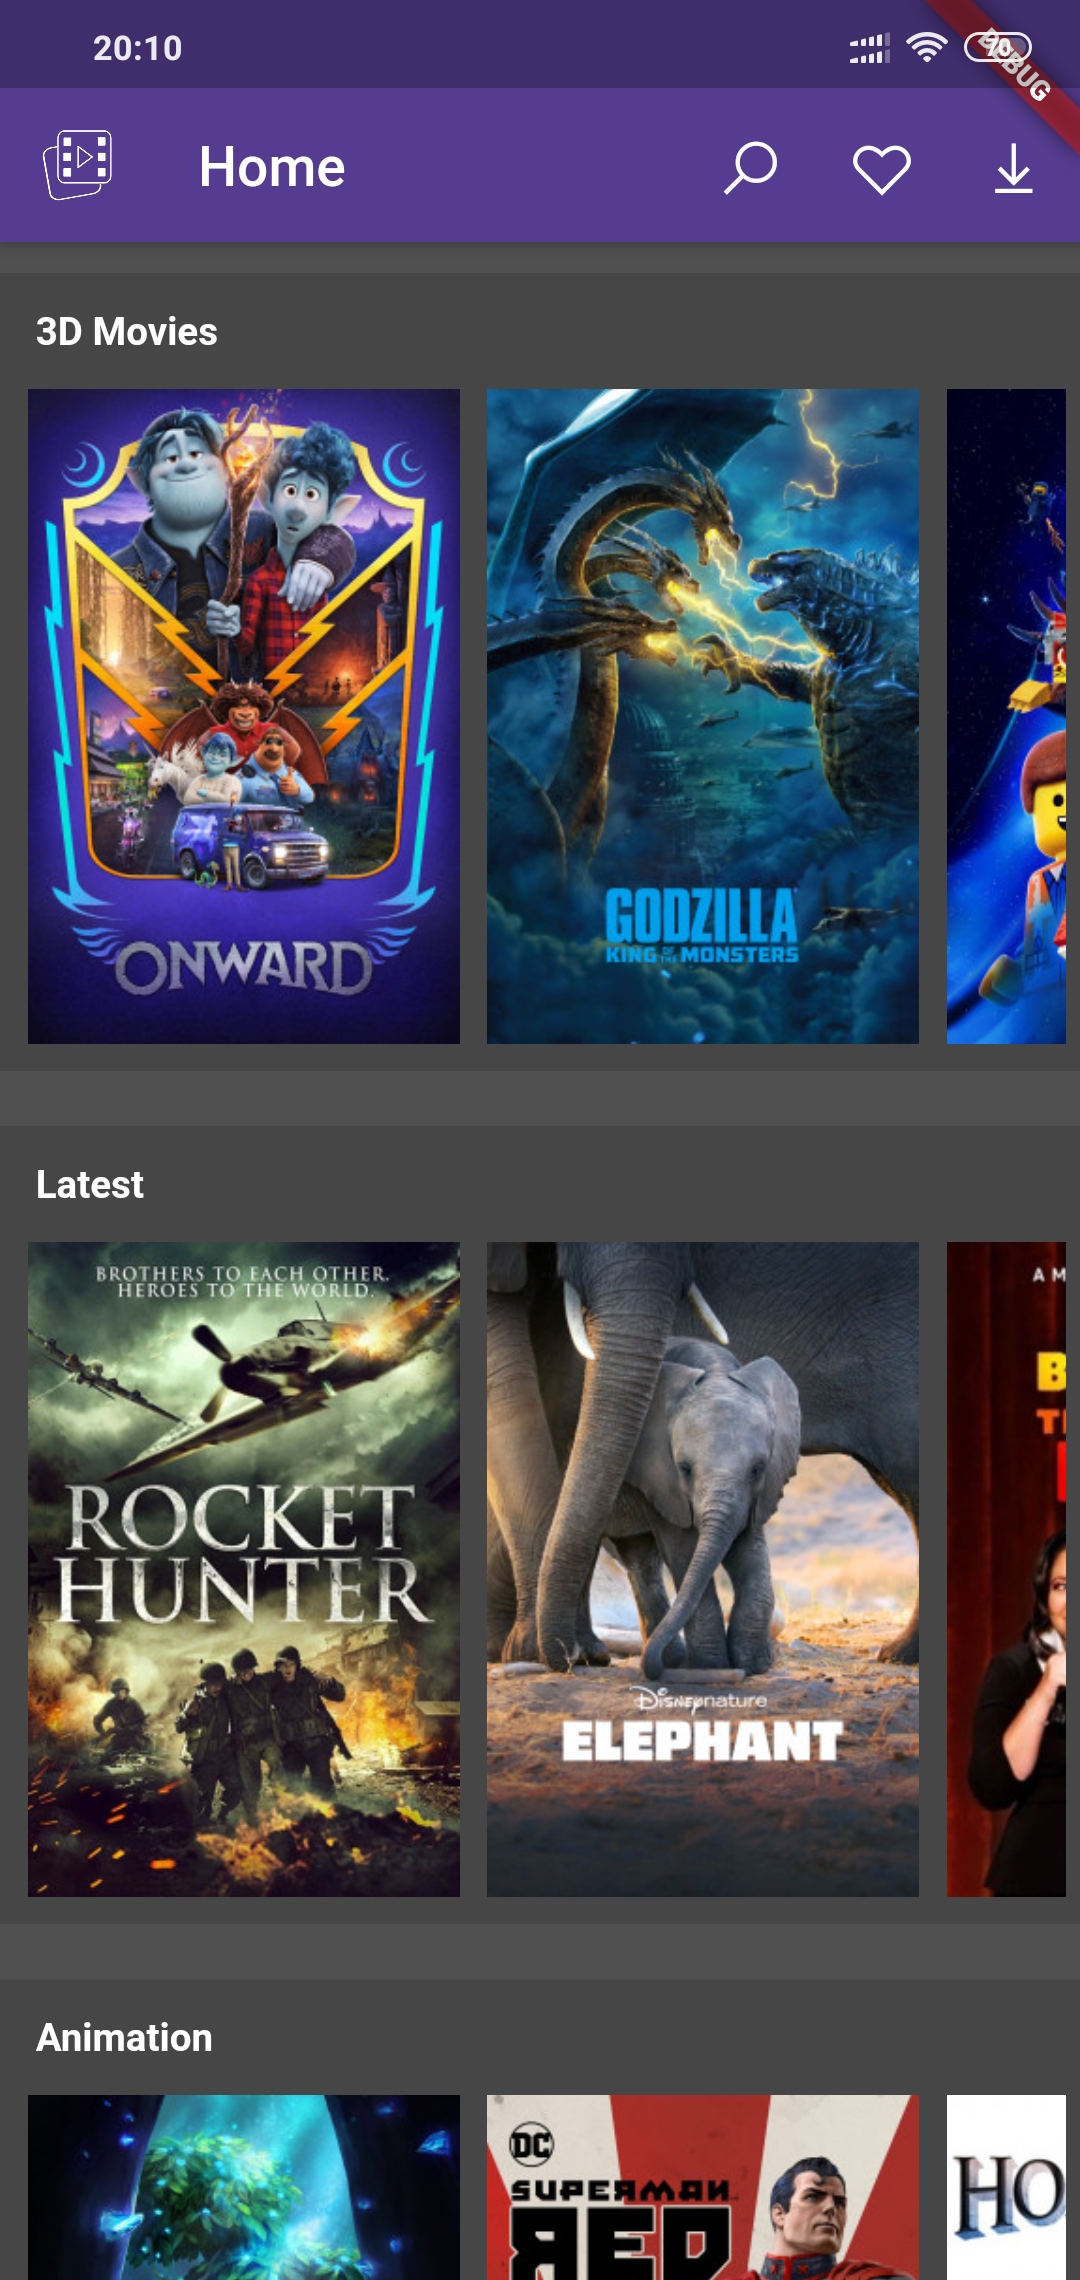 20:10
70
DEBUG
Home
3D Movies
ONWARD
GODZILLA
KING OF THE MONSTERS
Latest
BROTHERS TO EACH OTHER.
HEROES TO THE WORLD.
ROCKET
HUNTER
Disneynature
ELEPHANT
A M
B
Animation
DC
SUPERMAN
RED
HO